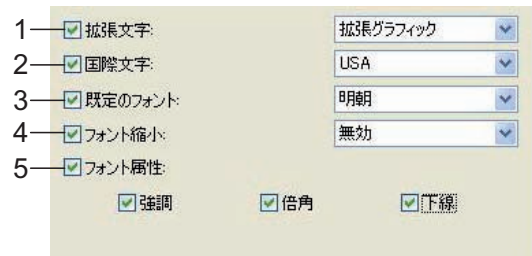 1 拡張文字: 拡張グラフィック
2 国際文字: USA
3 既定のフォント: 明朝
4 フォント縮小: 無効
5 フォント属性:
強調 倍角 下線